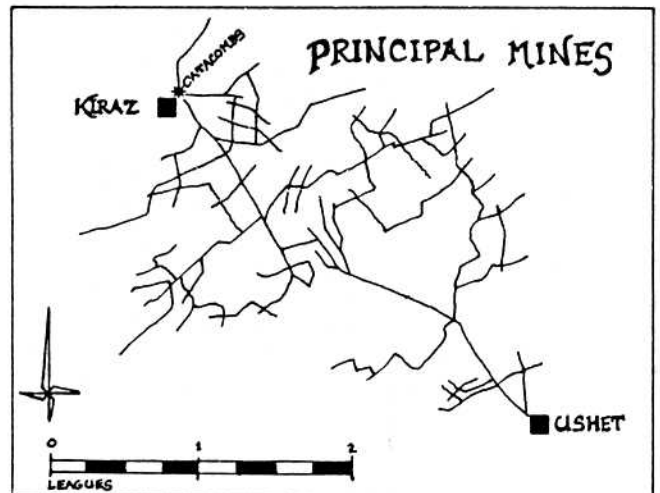 PRINCIPAL MINES
CATACOMBS
KIRAZ
USHET
0 1 2
LEAGUES